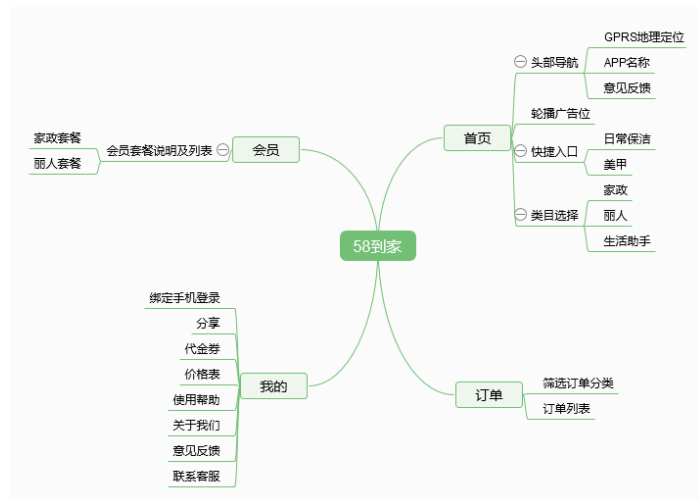 58到家
首页
头部导航
GPRS地理定位
APP名称
意见反馈
轮播广告位
快捷入口
日常保洁
美甲
类目选择
家政
丽人
生活助手
订单
筛选订单分类
订单列表
会员
会员套餐说明及列表
家政套餐
丽人套餐
我的
绑定手机登录
分享
代金券
价格表
使用帮助
关于我们
意见反馈
联系客服